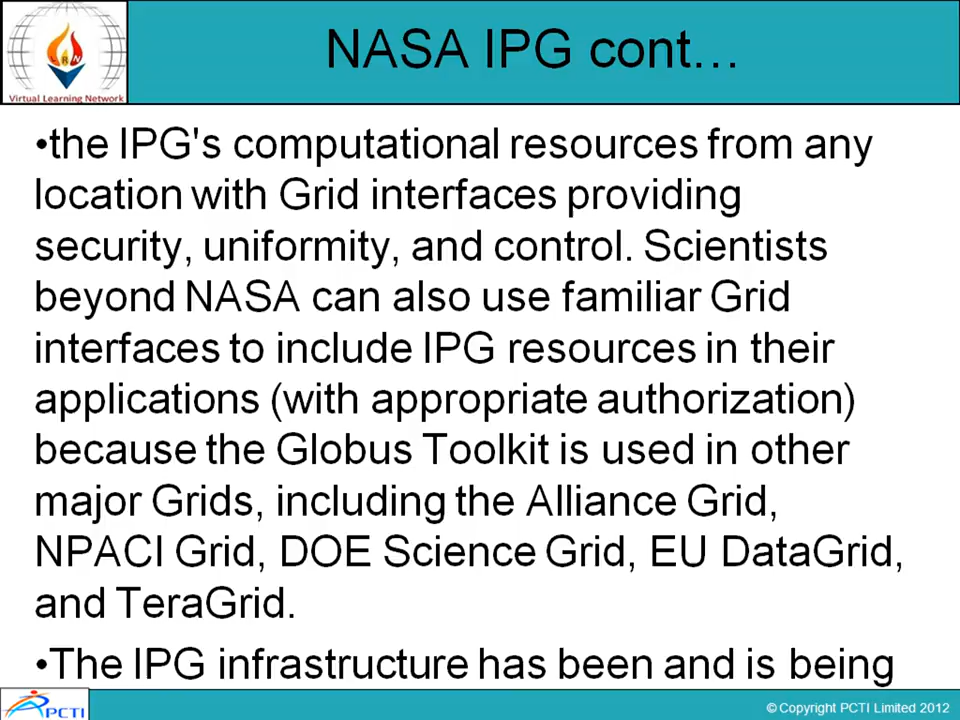 NASA IPG cont...
Virtual Learning Network
•the IPG's computational resources from any
location with Grid interfaces providing
security, uniformity, and control. Scientists
beyond NASA can also use familiar Grid
interfaces to include IPG resources in their
applications (with appropriate authorization)
because the Globus Toolkit is used in other
major Grids, including the Alliance Grid,
NPACI Grid, DOE Science Grid, EU DataGrid,
and TeraGrid.
•The IPG infrastructure has been and is being
PCTI
© Copyright PCTI Limited 2012